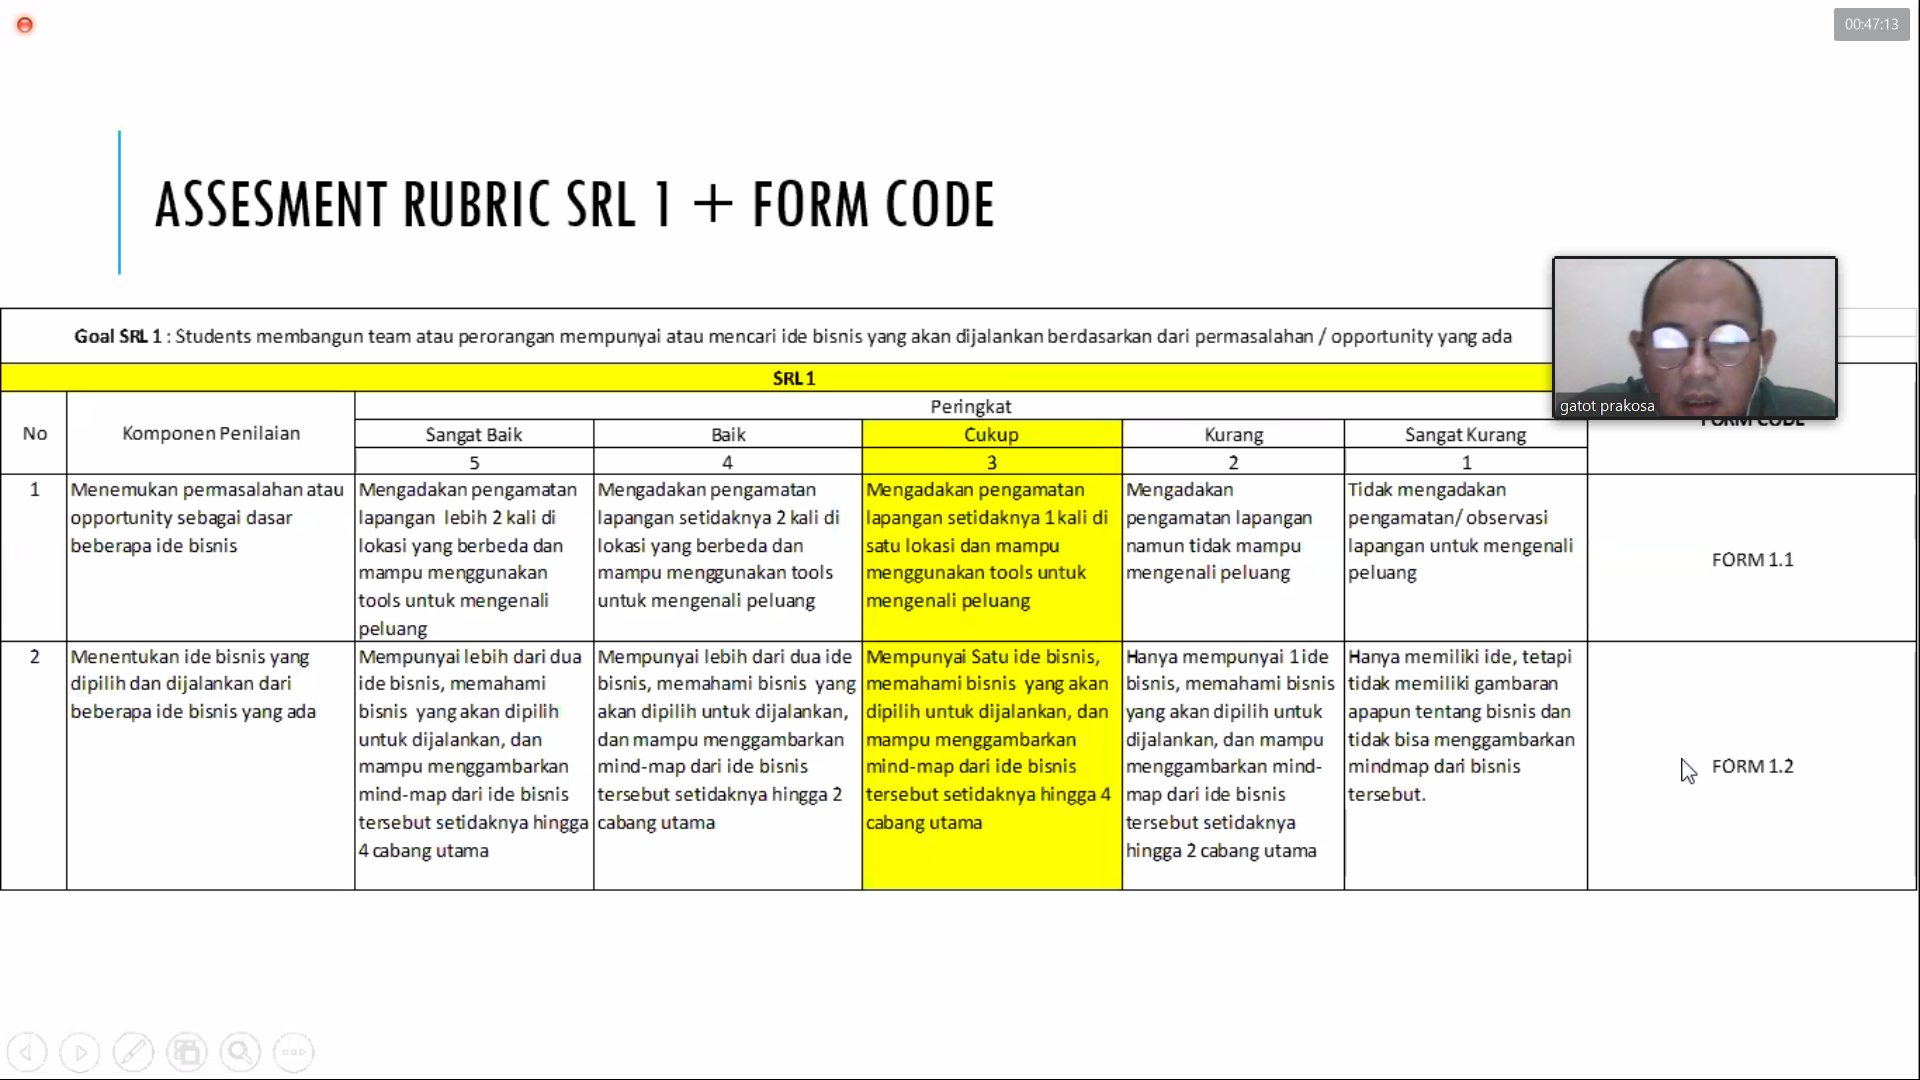 00:47:13
ASSESMENT RUBRIC SRL 1 + FORM CODE
Goal SRL 1 : Students membangun team atau perorangan mempunyai atau mencari ide bisnis yang akan dijalankan berdasarkan dari permasalahan / opportunity yang ada
gatot prakosa
SRL 1
No
Komponen Penilaian
Peringkat
FORM CODE
Sangat Baik
Baik
Cukup
Kurang
Sangat Kurang
5
4
3
2
1
1
Menemukan permasalahan atau
opportunity sebagai dasar
beberapa ide bisnis
Mengadakan pengamatan
lapangan lebih 2 kali di
lokasi yang berbeda dan
mampu menggunakan
tools untuk mengenali
peluang
Mengadakan pengamatan
lapangan setidaknya 2 kali di
lokasi yang berbeda dan
mampu menggunakan tools
untuk mengenali peluang
Mengadakan pengamatan
lapangan setidaknya 1 kali di
satu lokasi dan mampu
menggunakan tools untuk
mengenali peluang
Mengadakan
pengamatan lapangan
namun tidak mampu
mengenali peluang
Tidak mengadakan
pengamatan/ observasi
lapangan untuk mengenali
peluang
FORM 1.1
2
Menentukan ide bisnis yang
dipilih dan dijalankan dari
beberapa ide bisnis yang ada
Mempunyai lebih dari dua
ide bisnis, memahami
bisnis yang akan dipilih
untuk dijalankan, dan
mampu menggambarkan
mind-map dari ide bisnis
tersebut setidaknya hingga
4 cabang utama
Mempunyai lebih dari dua ide
bisnis, memahami bisnis yang
akan dipilih untuk dijalankan,
dan mampu menggambarkan
mind-map dari ide bisnis
tersebut setidaknya hingga 2
cabang utama
Mempunyai Satu ide bisnis,
memahami bisnis yang akan
dipilih untuk dijalankan, dan
mampu menggambarkan
mind-map dari ide bisnis
tersebut setidaknya hingga 4
cabang utama
Hanya mempunyai 1 ide
bisnis, memahami bisnis
yang akan dipilih untuk
dijalankan, dan mampu
menggambarkan mind-
map dari ide bisnis
tersebut setidaknya
hingga 2 cabang utama
Hanya memiliki ide, tetapi
tidak memiliki gambaran
apapun tentang bisnis dan
tidak bisa menggambarkan
mindmap dari bisnis
tersebut.
FORM 1.2